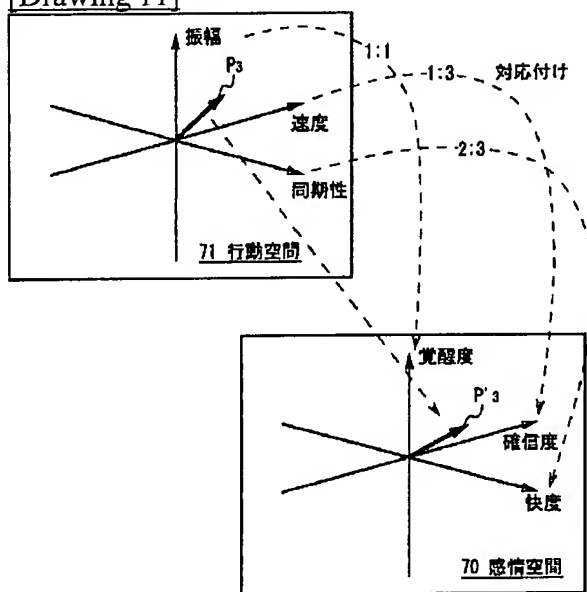 [Drawing 11]
振幅
P3
1:1
1:3
対応付け
速度
2:3
同期性
71 行動空間
覚醒度
P'3
確信度
快度
70 感情空間